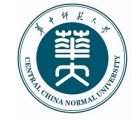 華中師範大學
CENTRAL CHINA NORMAL UNIVERSITY